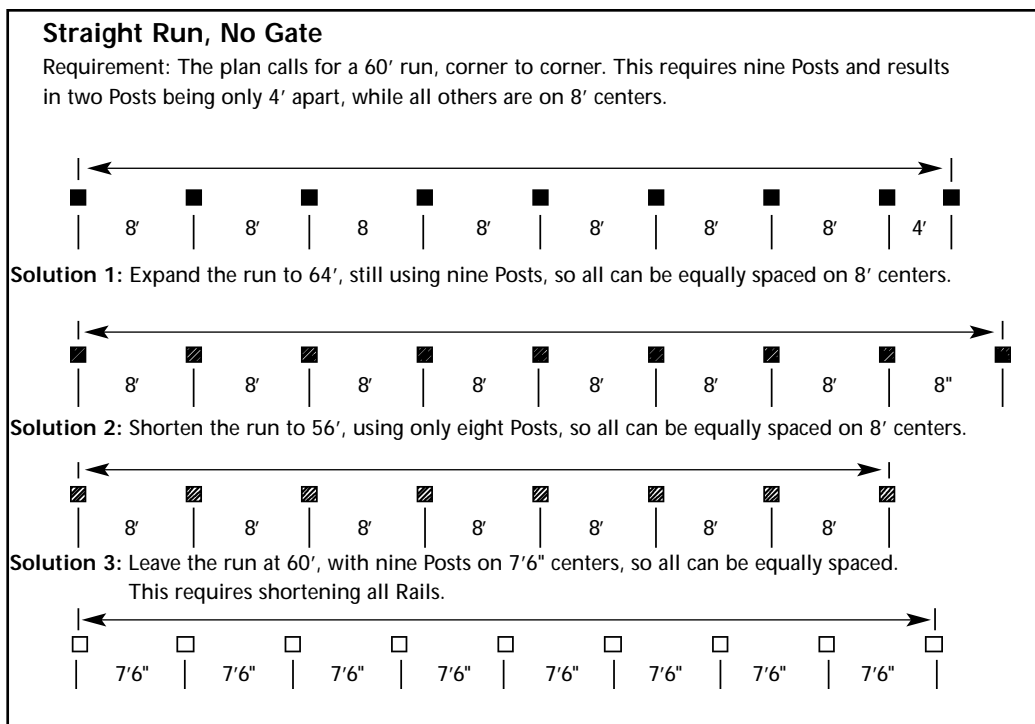 Straight Run, No Gate
Requirement: The plan calls for a 60′ run, corner to corner. This requires nine Posts and results
in two Posts being only 4′ apart, while all others are on 8′ centers.
8′ 8′ 8 8′ 8′ 8′ 8′ 4′
Solution 1: Expand the run to 64′, still using nine Posts, so all can be equally spaced on 8′ centers.
8′ 8′ 8′ 8′ 8′ 8′ 8′ 8"
Solution 2: Shorten the run to 56′, using only eight Posts, so all can be equally spaced on 8′ centers.
8′ 8′ 8′ 8′ 8′ 8′ 8′
Solution 3: Leave the run at 60′, with nine Posts on 7′6" centers, so all can be equally spaced.
This requires shortening all Rails.
7′6" 7′6" 7′6" 7′6" 7′6" 7′6" 7′6" 7′6"